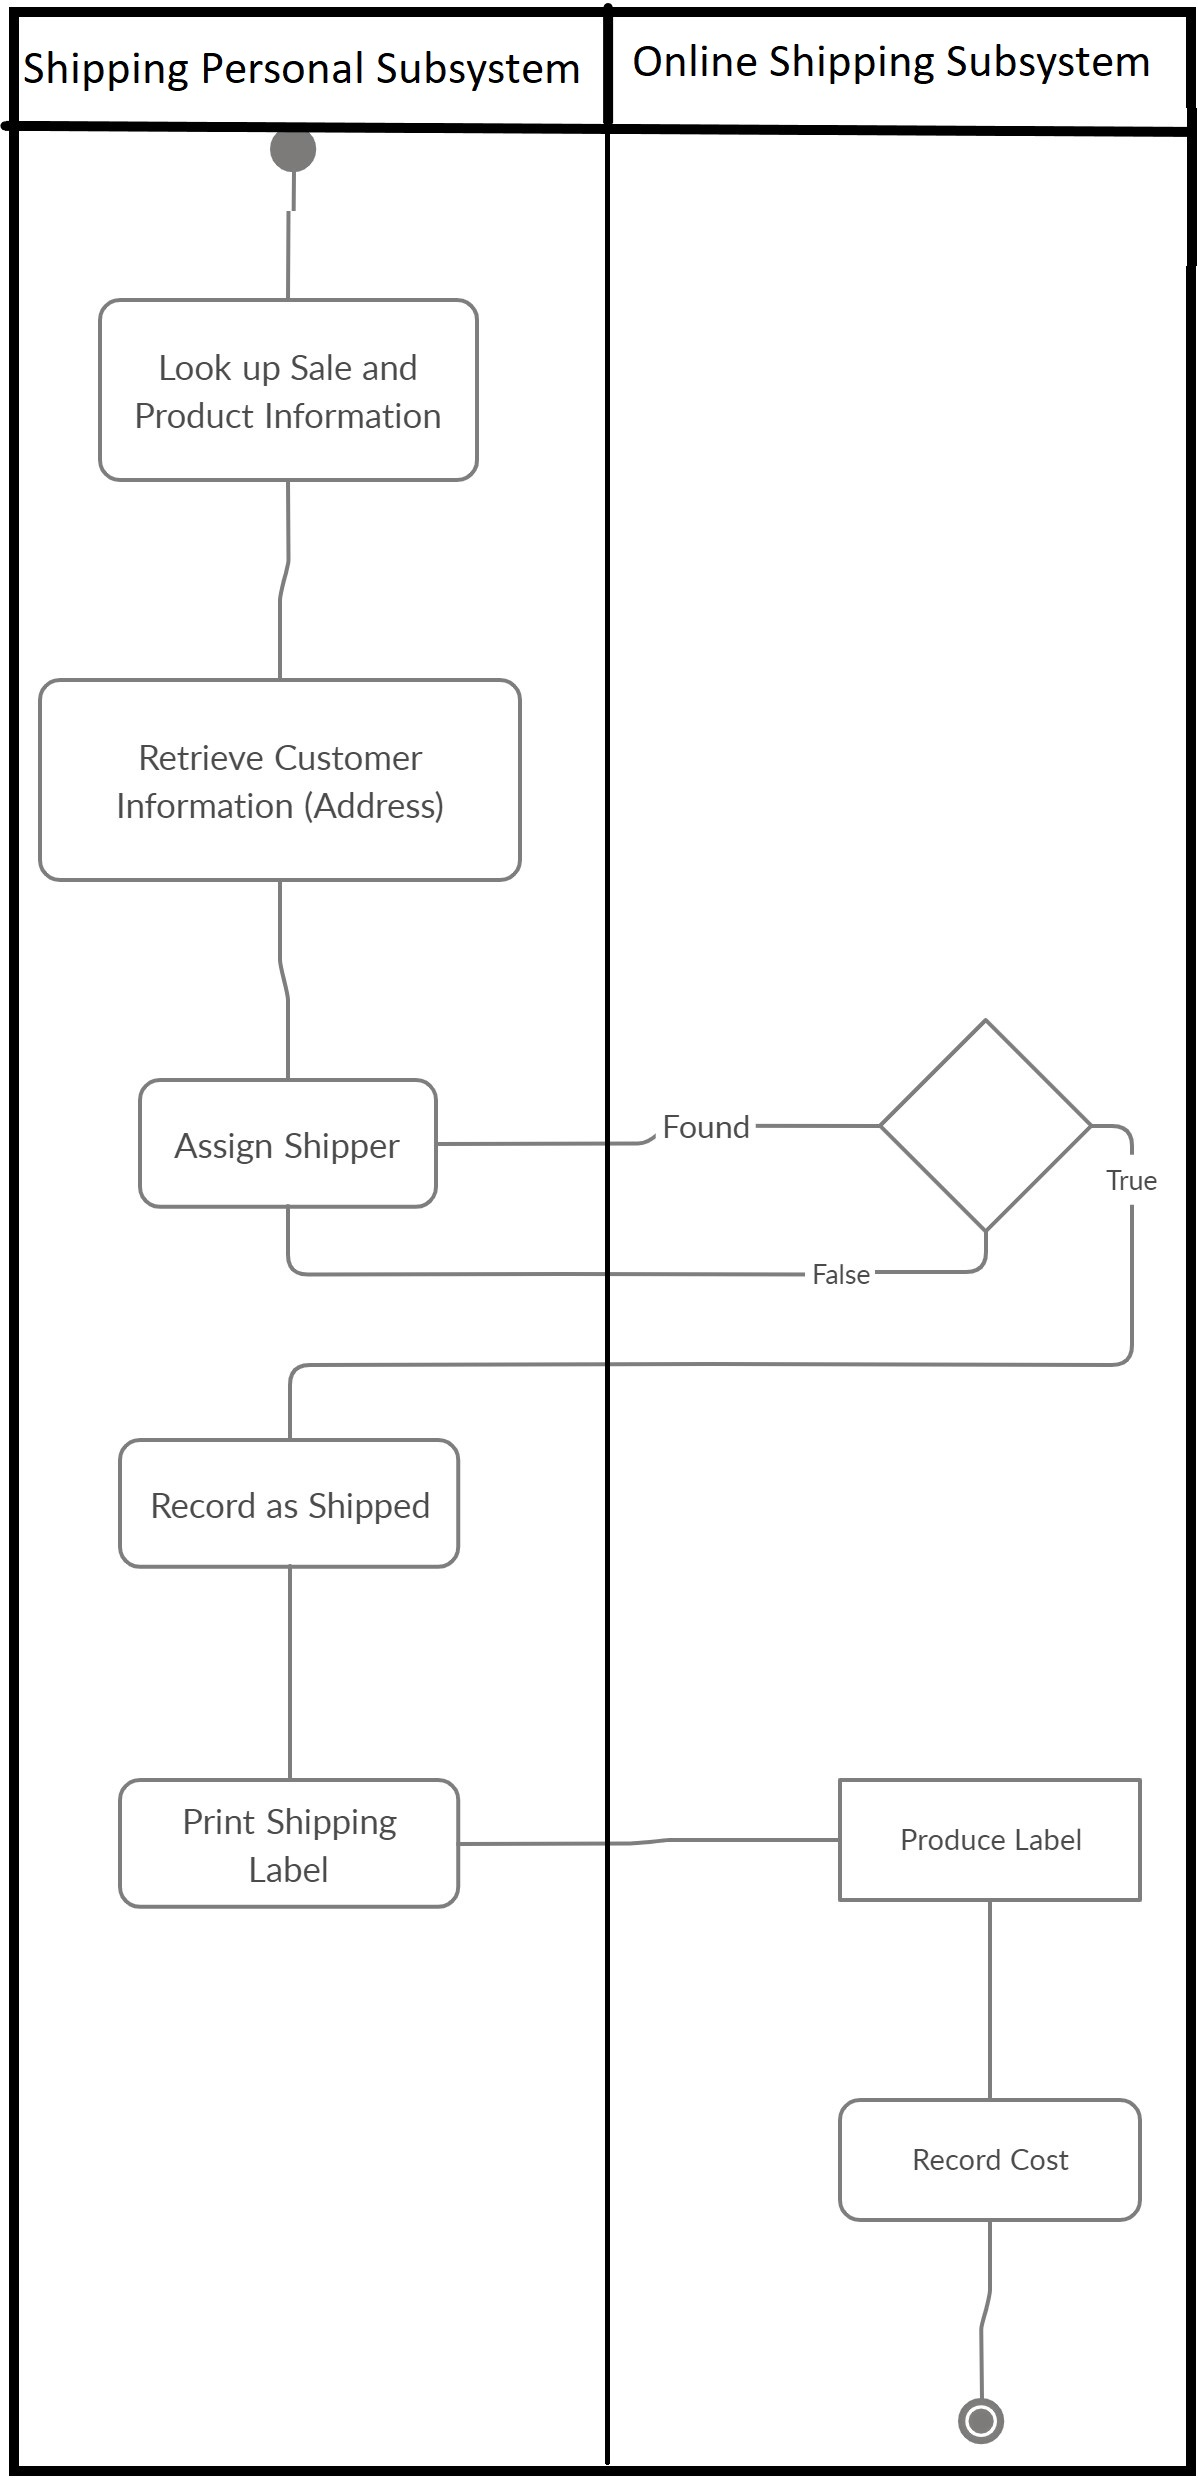 Shipping Personal Subsystem
Online Shipping Subsystem
Look up Sale and
Product Information
Retrieve Customer
Information (Address)
Assign Shipper
Found
True
False
Record as Shipped
Print Shipping
Label
Produce Label
Record Cost